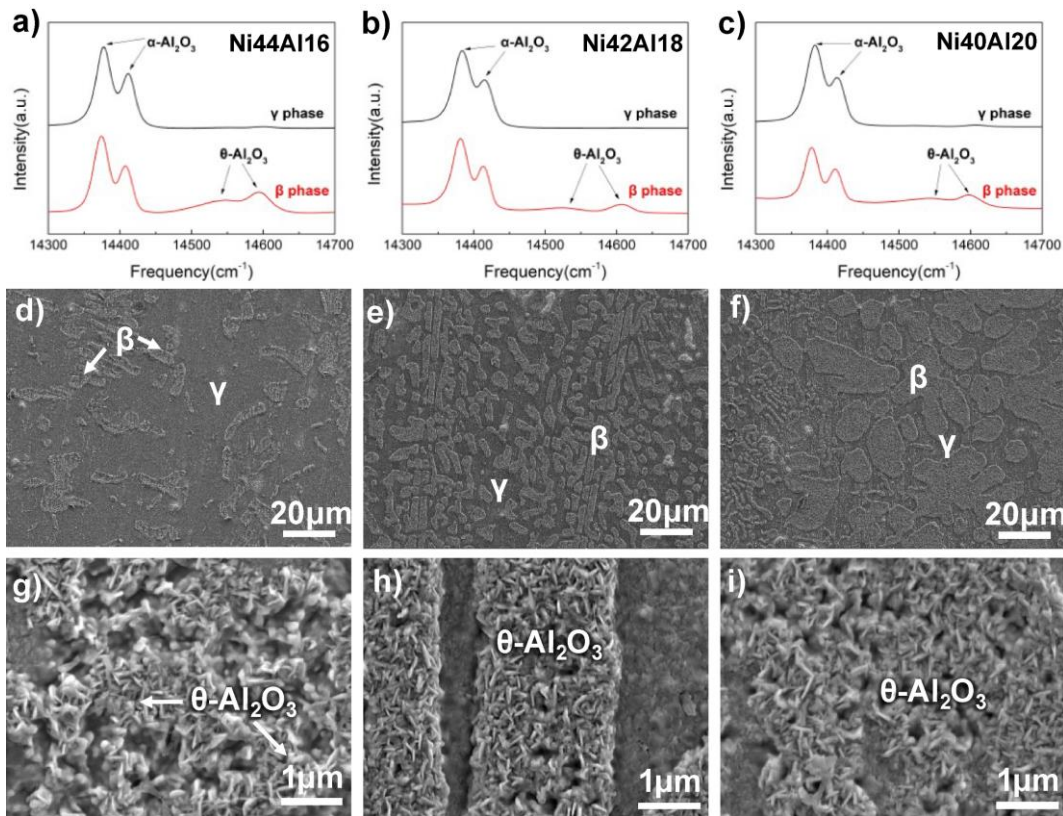 a)
Ni44Al16
α-Al₂O₃
γ phase
θ-Al₂O₃
β phase
Intensity(a.u.)
14300 14400 14500 14600 14700
Frequency(cm⁻¹)
b)
Ni42Al18
α-Al₂O₃
γ phase
θ-Al₂O₃
β phase
Intensity(a.u.)
14300 14400 14500 14600 14700
Frequency(cm⁻¹)
c)
Ni40Al20
α-Al₂O₃
γ phase
θ-Al₂O₃
β phase
Intensity(a.u.)
14300 14400 14500 14600 14700
Frequency(cm⁻¹)
d)
β
γ
20μm
e)
β
γ
20μm
f)
β
γ
20μm
g)
θ-Al₂O₃
1μm
h)
θ-Al₂O₃
1μm
i)
θ-Al₂O₃
1μm